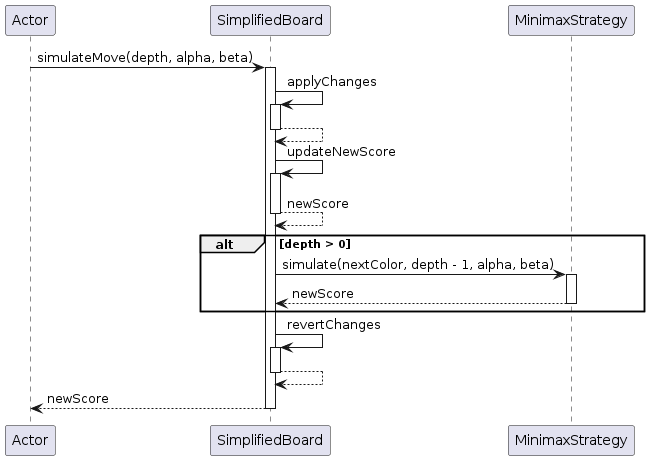 Actor
SimplifiedBoard
MinimaxStrategy
simulateMove(depth, alpha, beta)
applyChanges
updateNewScore
newScore
alt
[depth > 0]
simulate(nextColor, depth - 1, alpha, beta)
newScore
revertChanges
newScore
Actor
SimplifiedBoard
MinimaxStrategy